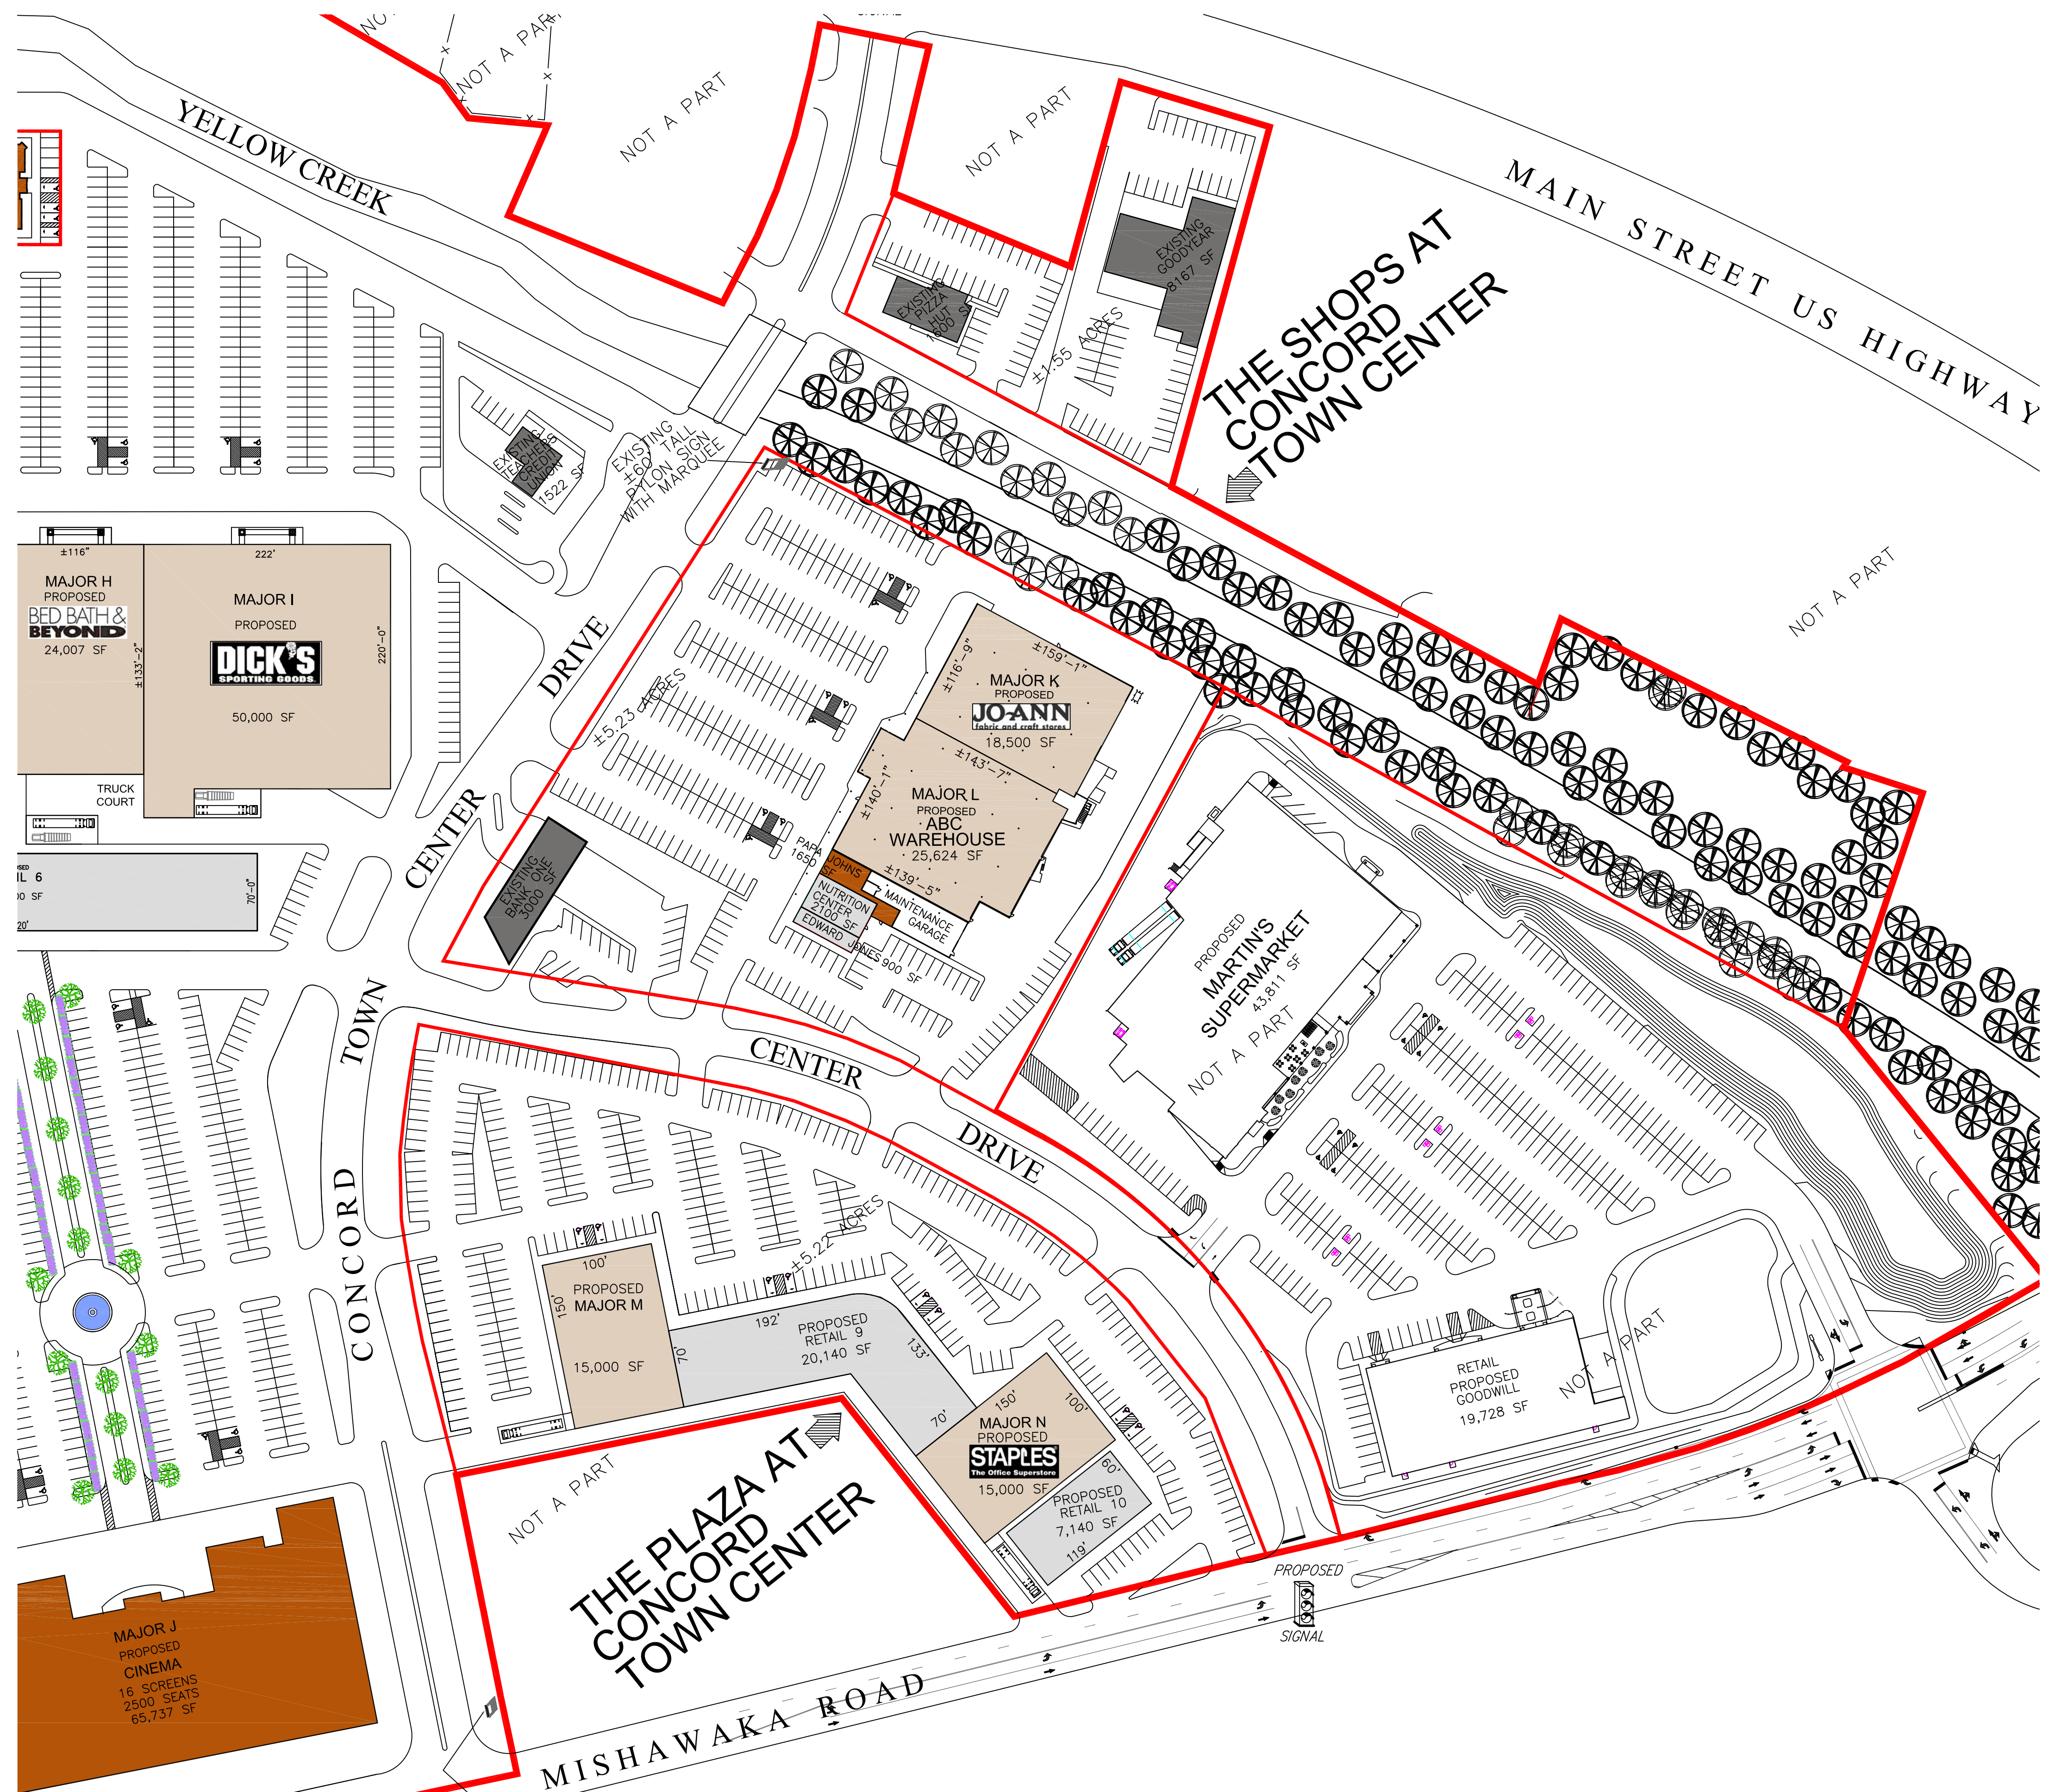 NOT A PART
NOT A PART
NOT A PART
YELLOW CREEK
MAIN STREET US HIGHWAY
EXISTING
GOODYEAR
8167 SF
EXISTING
PIZZA
HUT
±1.55 ACRES
THE SHOPS AT
CONCORD
TOWN CENTER
NOT A PART
EXISTING
TEACHERS
CREDIT
UNION
1522 SF
EXISTING
±60' TALL
PYLON SIGN
WITH MARQUEE
±116"
MAJOR H
PROPOSED
BED BATH &
BEYOND
24,007 SF
±133'-2"
222'
MAJOR I
PROPOSED
DICK'S
SPORTING GOODS.
50,000 SF
220'-0"
TRUCK
COURT
IL 6
SF
20'
70'-0"
CENTER DRIVE
±5.23 ACRES
±116'-9"
±159'-1"
MAJOR K
PROPOSED
JO-ANN
fabric and craft stores
18,500 SF
±143'-7"
±140'-1"
MAJOR L
PROPOSED
ABC
WAREHOUSE
25,624 SF
±139'-5"
PAPA JOHNS
1650 SF
NUTRITION
CENTER
2100 SF
EDWARD JONES 900 SF
MAINTENANCE
GARAGE
EXISTING
BANK ONE
3000 SF
PROPOSED
MARTIN'S
SUPERMARKET
43,811 SF
NOT A PART
CONCORD TOWN
CENTER DRIVE
±5.22 ACRES
100'
150'
PROPOSED
MAJOR M
15,000 SF
192'
70'
PROPOSED
RETAIL 9
20,140 SF
133'
70'
150'
100'
MAJOR N
PROPOSED
STAPLES
The Office Superstore
15,000 SF
60'
PROPOSED
RETAIL 10
7,140 SF
119'
RETAIL
PROPOSED
GOODWILL
19,728 SF
NOT A PART
NOT A PART
THE PLAZA AT
CONCORD
TOWN CENTER
PROPOSED
SIGNAL
MAJOR J
PROPOSED
CINEMA
16 SCREENS
2500 SEATS
65,737 SF
MISHAWAKA ROAD